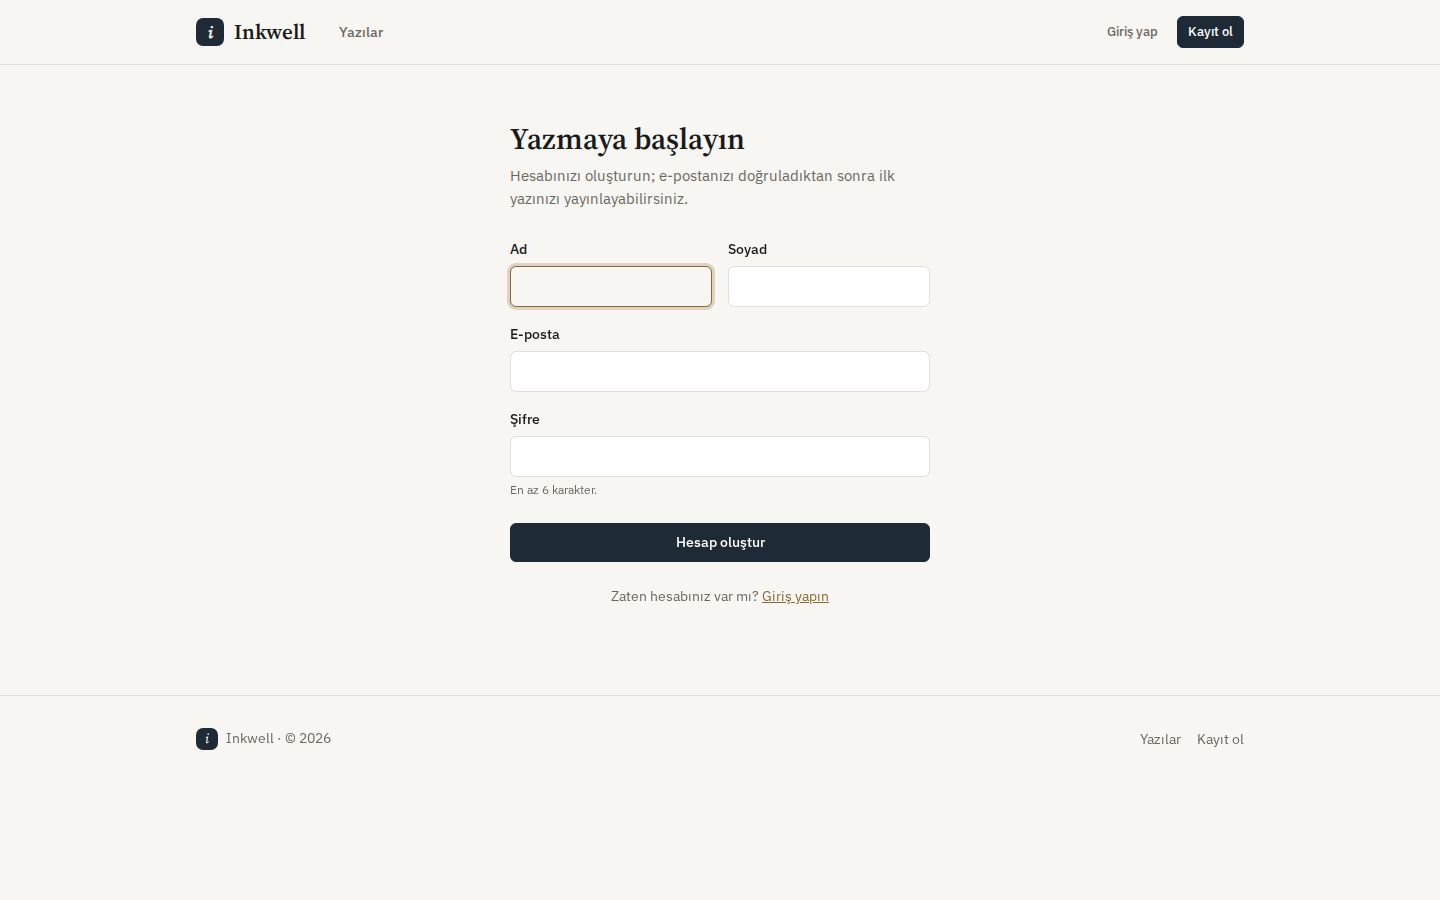 i Inkwell Yazılar Giriş yap Kayıt ol
Yazmaya başlayın
Hesabınızı oluşturun; e-postanızı doğruladıktan sonra ilk
yazınızı yayınlayabilirsiniz.
Ad Soyad
E-posta
Şifre
En az 6 karakter.
Hesap oluştur
Zaten hesabınız var mı? Giriş yapın
i Inkwell · © 2026 Yazılar Kayıt ol